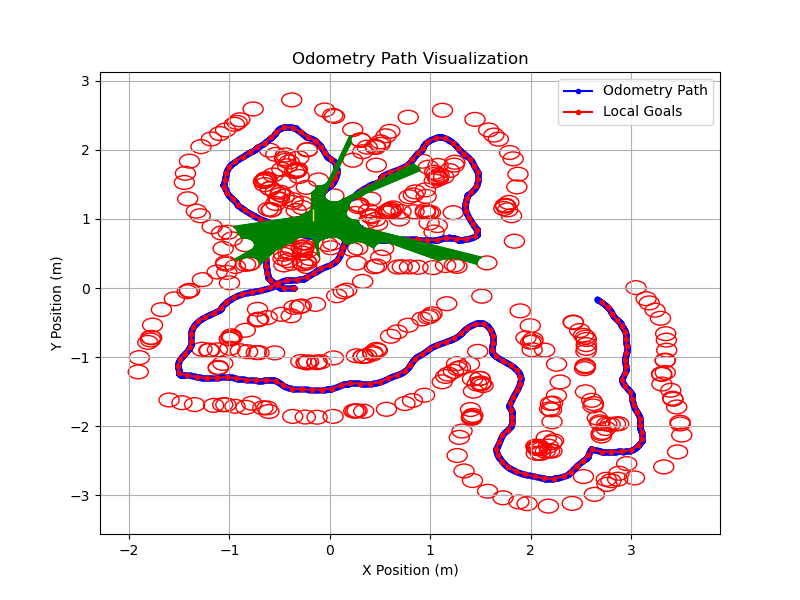 Odometry Path Visualization
Odometry Path
Local Goals
Y Position (m)
3
2
1
0
−1
−2
−3
−2
−1
0
1
2
3
X Position (m)